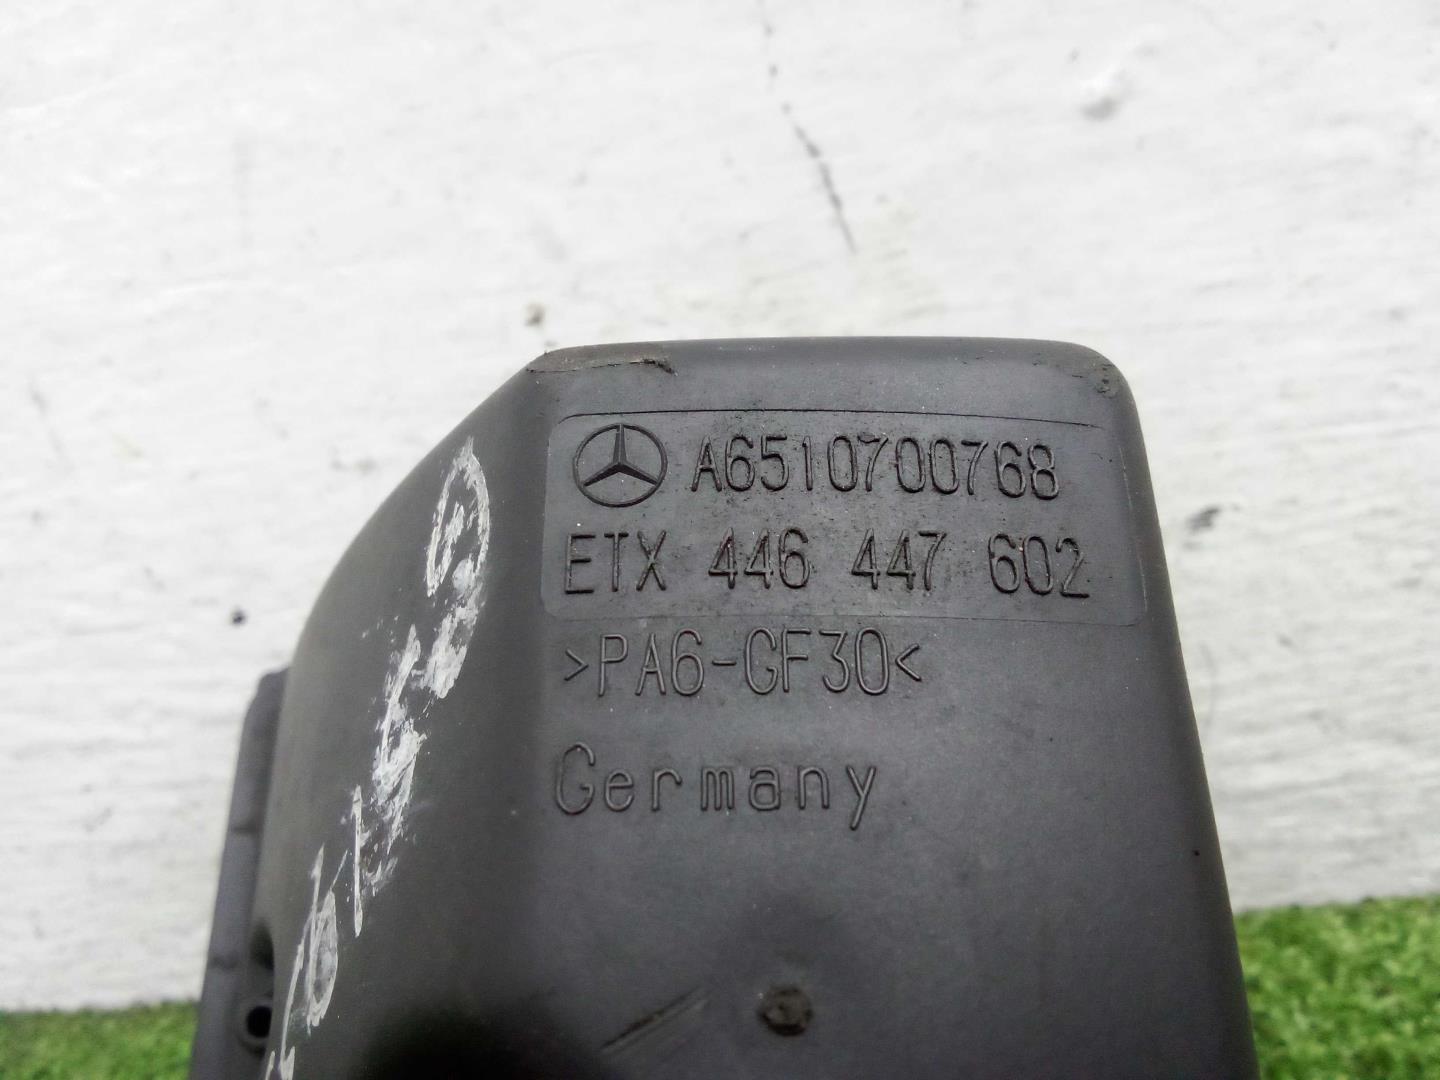 A6510700768
ETX 446 447 602
>PA6-GF30<
Germany